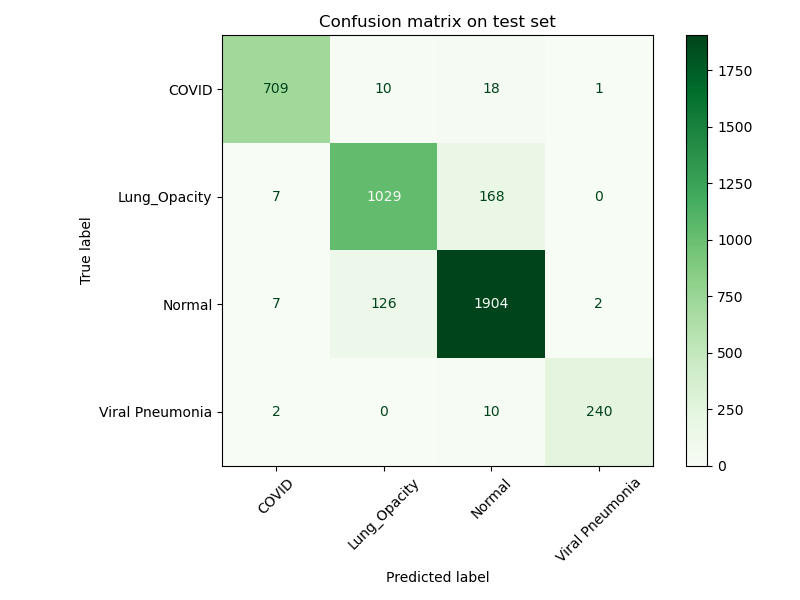 Confusion matrix on test set
True label
COVID 709 10 18 1
Lung_Opacity 7 1029 168 0
Normal 7 126 1904 2
Viral Pneumonia 2 0 10 240
COVID Lung_Opacity Normal Viral Pneumonia
Predicted label
1750
1500
1250
1000
750
500
250
0